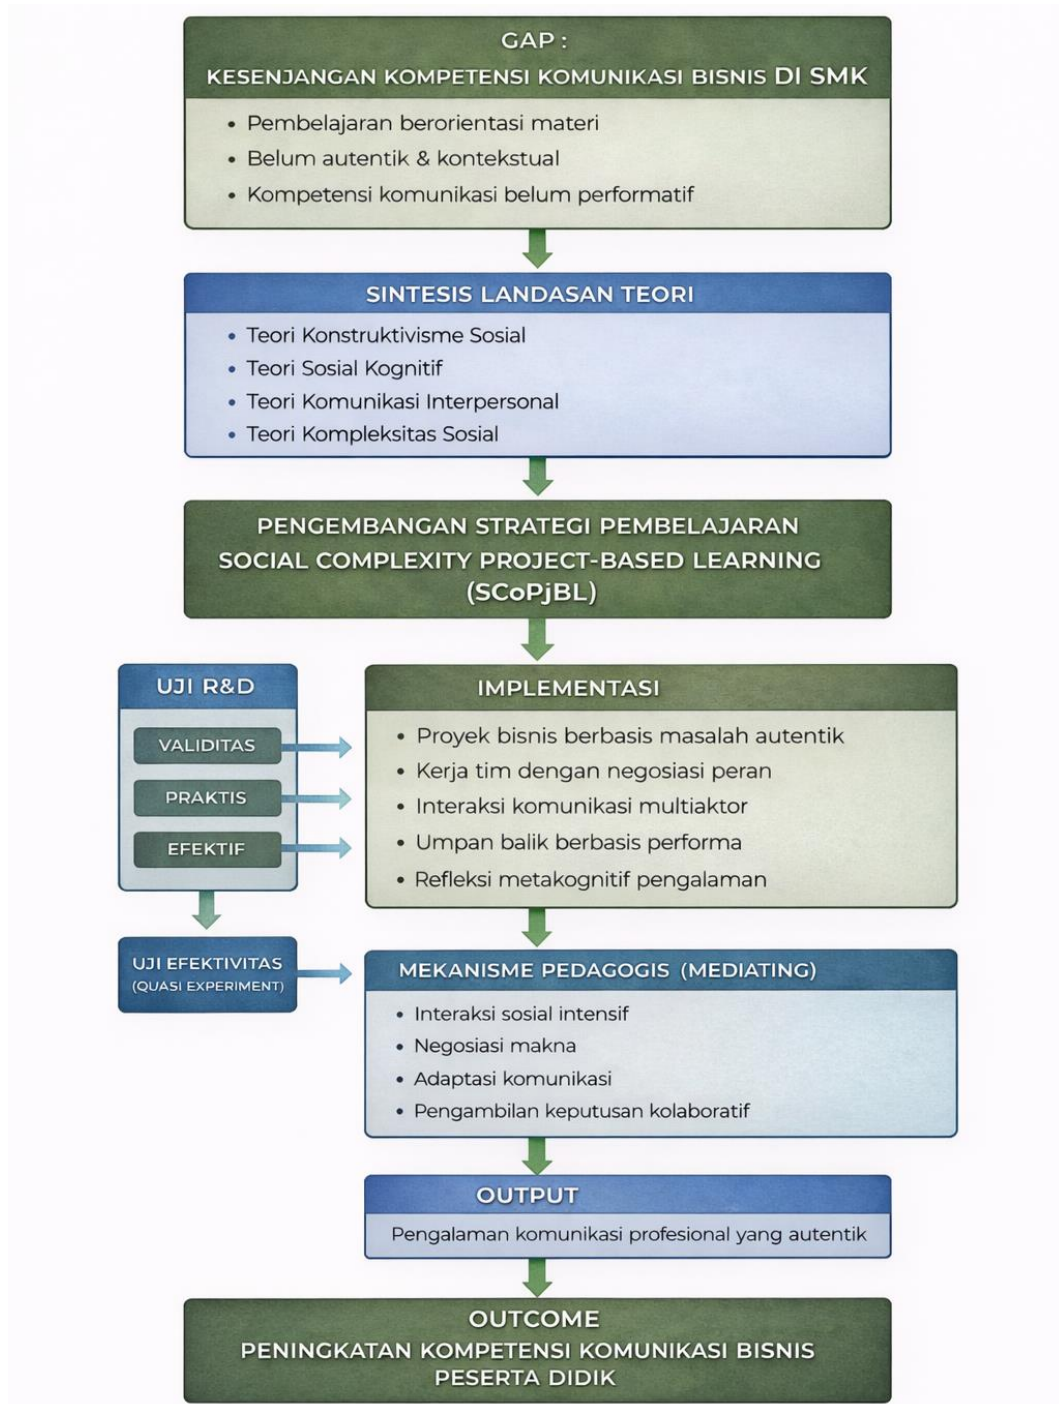 GAP :
KESENJANGAN KOMPETENSI KOMUNIKASI BISNIS DI SMK
• Pembelajaran berorientasi materi
• Belum autentik & kontekstual
• Kompetensi komunikasi belum performatif
SINTESIS LANDASAN TEORI
• Teori Konstruktivisme Sosial
• Teori Sosial Kognitif
• Teori Komunikasi Interpersonal
• Teori Kompleksitas Sosial
PENGEMBANGAN STRATEGI PEMBELAJARAN
SOCIAL COMPLEXITY PROJECT-BASED LEARNING
(SCoPjBL)
UJI R&D
VALIDITAS
PRAKTIS
EFEKTIF
IMPLEMENTASI
• Proyek bisnis berbasis masalah autentik
• Kerja tim dengan negosiasi peran
• Interaksi komunikasi multiaktor
• Umpan balik berbasis performa
• Refleksi metakognitif pengalaman
UJI EFEKTIVITAS
(QUASI EXPERIMENT)
MEKANISME PEDAGOGIS (MEDIATING)
• Interaksi sosial intensif
• Negosiasi makna
• Adaptasi komunikasi
• Pengambilan keputusan kolaboratif
OUTPUT
Pengalaman komunikasi profesional yang autentik
OUTCOME
PENINGKATAN KOMPETENSI KOMUNIKASI BISNIS
PESERTA DIDIK